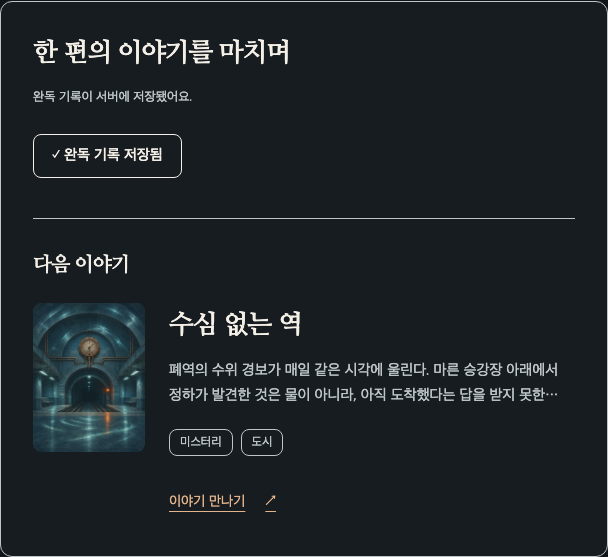 한 편의 이야기를 마치며
완독 기록이 서버에 저장됐어요.
✓ 완독 기록 저장됨
다음 이야기
수심 없는 역
폐역의 수위 경보가 매일 같은 시각에 울린다. 마른 승강장 아래에서
정하가 발견한 것은 물이 아니라, 아직 도착했다는 답을 받지 못한…
미스터리
도시
이야기 만나기 ↗